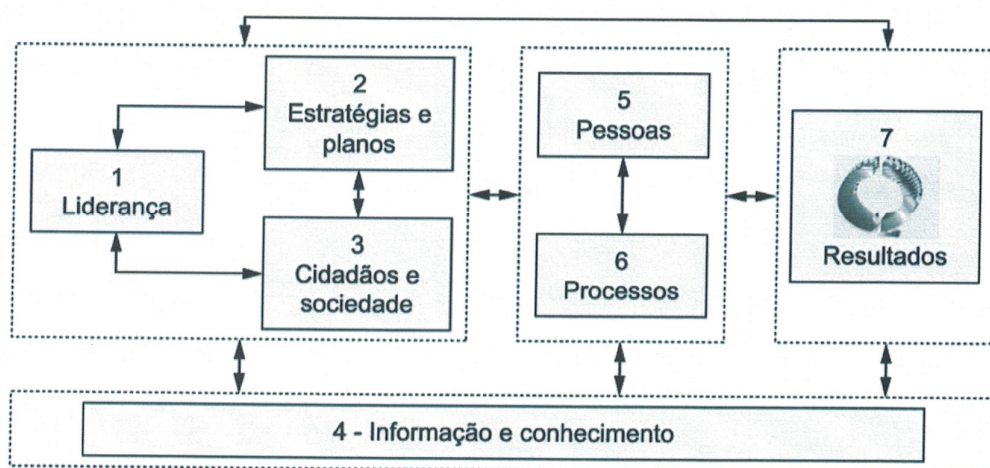 1
Liderança
2
Estratégias e
planos
3
Cidadãos e
sociedade
5
Pessoas
6
Processos
7
Resultados
4 - Informação e conhecimento